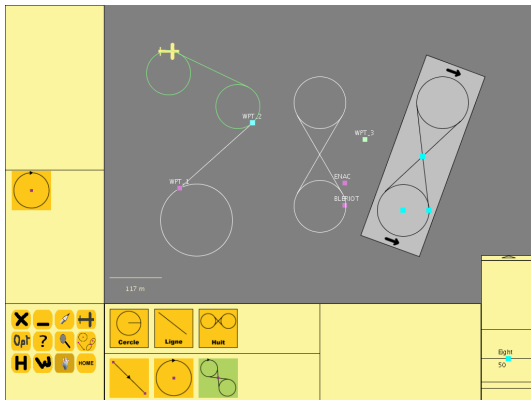 WPT_2
WPT_3
WPT_1
ENAC
BLERIOT
117 m
Opt ?
H HOME
Cercle Ligne Huit
Eight
50